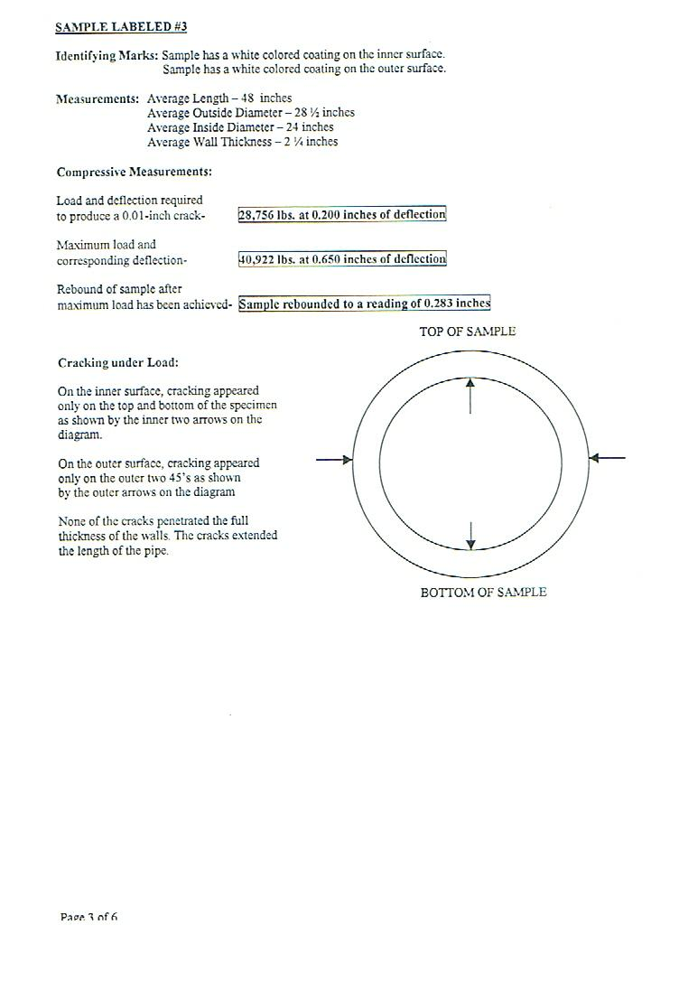 SAMPLE LABELED #3
Identifying Marks: Sample has a white colored coating on the inner surface.
Sample has a white colored coating on the outer surface.
Measurements: Average Length – 48 inches
Average Outside Diameter – 28 ½ inches
Average Inside Diameter – 24 inches
Average Wall Thickness – 2 ¼ inches
Compressive Measurements:
Load and deflection required
to produce a 0.01-inch crack- 28,756 lbs. at 0.200 inches of deflection
Maximum load and
corresponding deflection- 40,922 lbs. at 0.650 inches of deflection
Rebound of sample after
maximum load has been achieved- Sample rebounded to a reading of 0.283 inches
TOP OF SAMPLE
Cracking under Load:
On the inner surface, cracking appeared
only on the top and bottom of the specimen
as shown by the inner two arrows on the
diagram.
On the outer surface, cracking appeared
only on the outer two 45's as shown
by the outer arrows on the diagram
None of the cracks penetrated the full
thickness of the walls. The cracks extended
the length of the pipe.
BOTTOM OF SAMPLE
Page 3 of 6